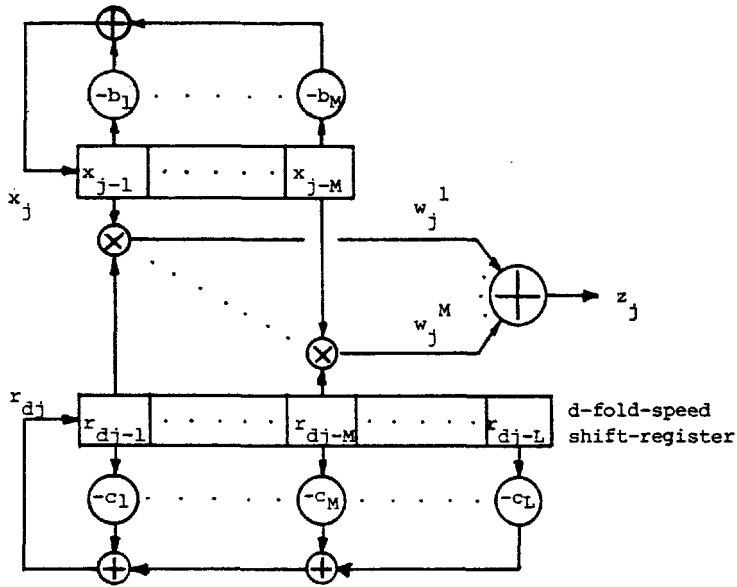 -b1 . . . . . -bM
xj-1 . . . . . xj-M
xj
wj1
zj
wjM
rdj
rdj-1 . . . . . rdj-M . . . . . rdj-L
d-fold-speed
shift-register
-c1 . . . . . -cM . . . . . -cL